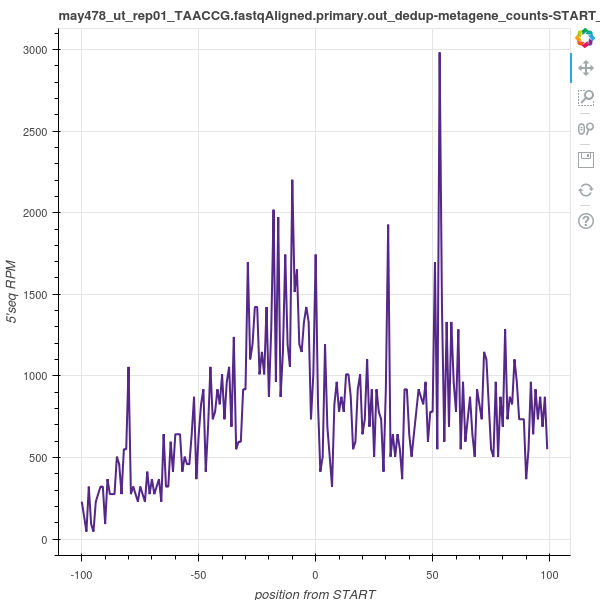 may478_ut_rep01_TAACCG.fastqAligned.primary.out_dedup-metagene_counts-START_
3000
2500
2000
1500
1000
500
0
5'seq RPM
-100 -50 0 50 100
position from START